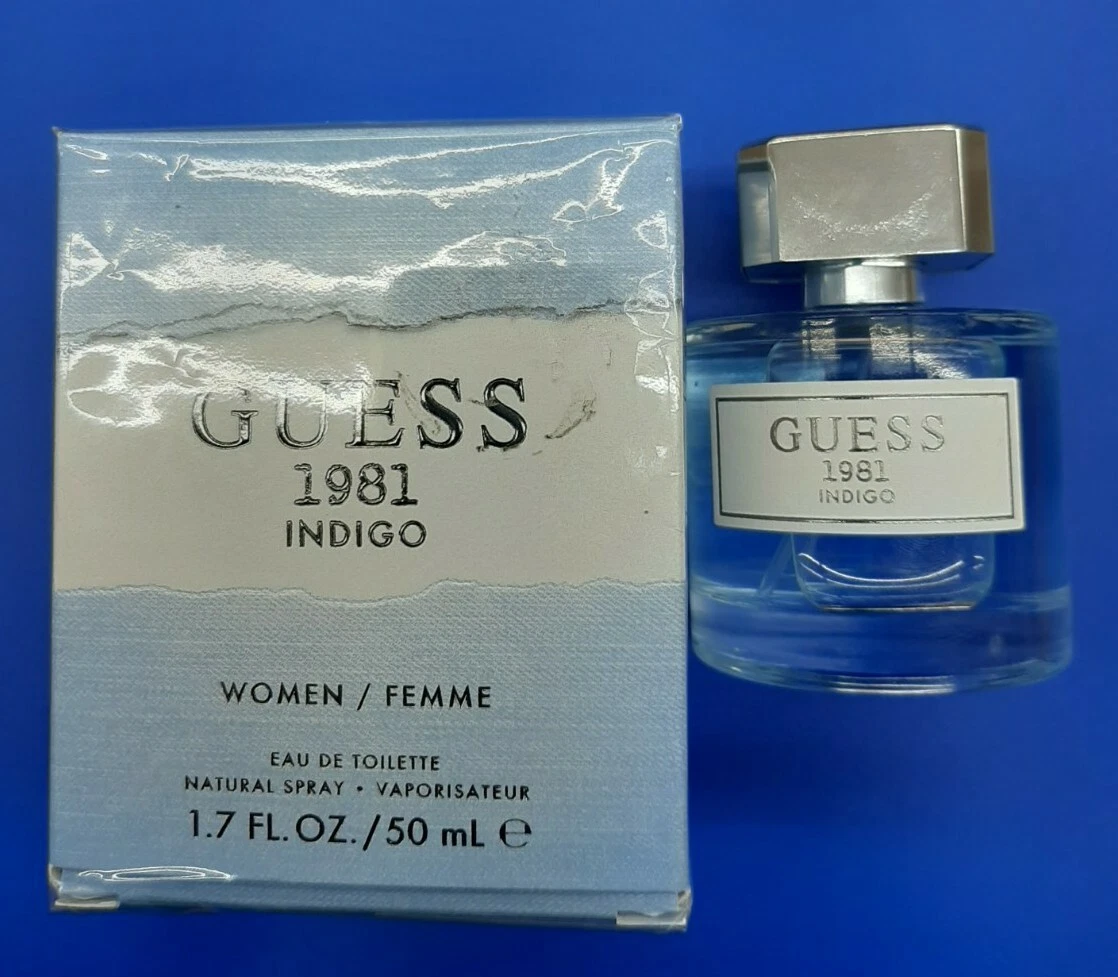 GUESS
1981
INDIGO
WOMEN / FEMME
EAU DE TOILETTE
NATURAL SPRAY • VAPORISATEUR
1.7 FL.OZ./50 mL ℮
GUESS
1981
INDIGO